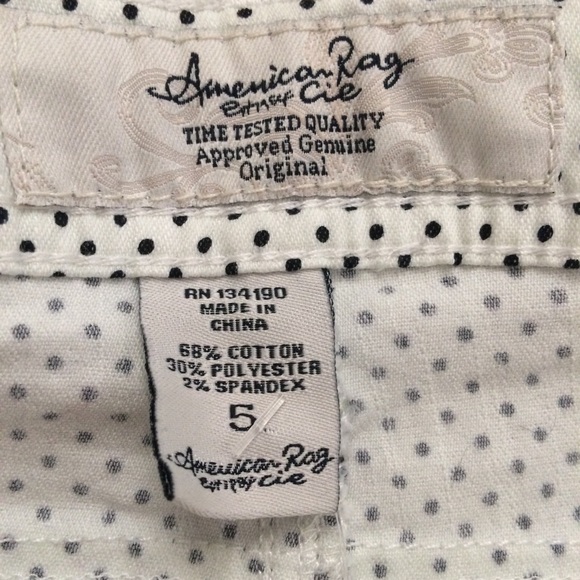 American Rag
Cie
TIME TESTED QUALITY
Approved Genuine
Original
RN 134190
MADE IN
CHINA
68% COTTON
30% POLYESTER
2% SPANDEX
5
American Rag
Cie